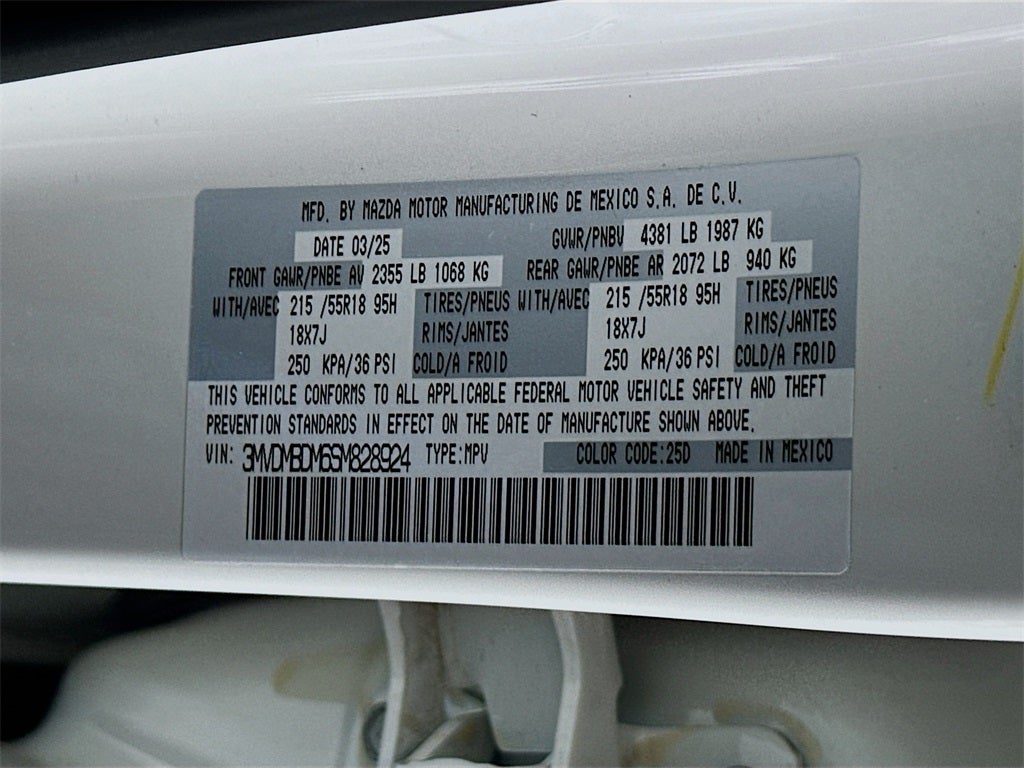 MFD. BY MAZDA MOTOR MANUFACTURING DE MEXICO S.A. DE C.V.
DATE 03/25 GVWR/PNBV 4381 LB 1987 KG
FRONT GAWR/PNBE AV 2355 LB 1068 KG REAR GAWR/PNBE AR 2072 LB 940 KG
WITH/AVEC 215 /55R18 95H TIRES/PNEUS WITH/AVEC 215 /55R18 95H TIRES/PNEUS
18X7J RIMS/JANTES 18X7J RIMS/JANTES
250 KPA/36 PSI COLD/A FROID 250 KPA/36 PSI COLD/A FROID
THIS VEHICLE CONFORMS TO ALL APPLICABLE FEDERAL MOTOR VEHICLE SAFETY AND THEFT
PREVENTION STANDARDS IN EFFECT ON THE DATE OF MANUFACTURE SHOWN ABOVE.
VIN: 3MVDMBDM6SM828924 TYPE:MPV COLOR CODE:25D MADE IN MEXICO